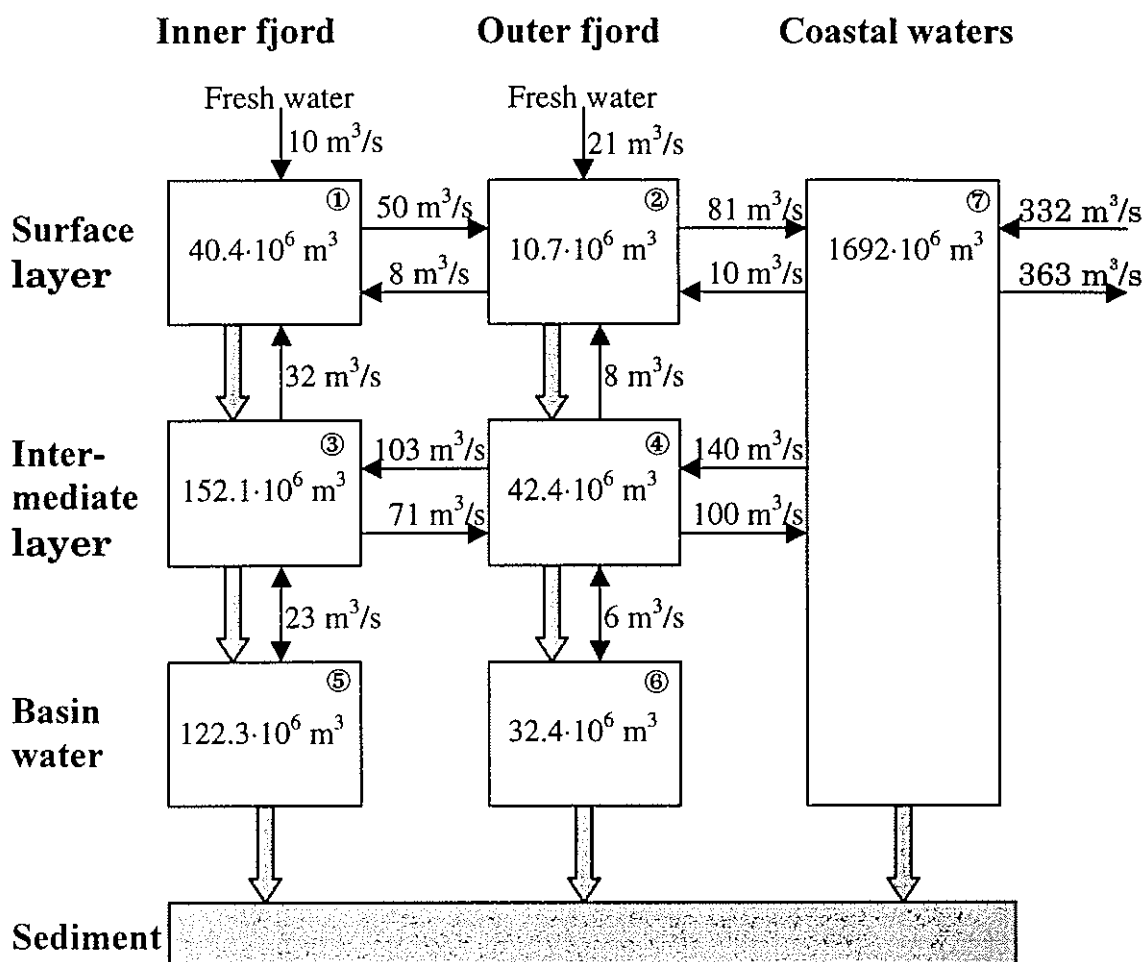 Inner fjord Outer fjord Coastal waters
Fresh water Fresh water
10 m³/s 21 m³/s
① ② ⑦
50 m³/s 81 m³/s 332 m³/s
Surface
layer
40.4·10⁶ m³ 10.7·10⁶ m³ 1692·10⁶ m³
8 m³/s 10 m³/s 363 m³/s
32 m³/s 8 m³/s
③ ④
103 m³/s 140 m³/s
Inter-
mediate
layer
152.1·10⁶ m³ 42.4·10⁶ m³
71 m³/s 100 m³/s
23 m³/s 6 m³/s
⑤ ⑥
Basin
water
122.3·10⁶ m³ 32.4·10⁶ m³
Sediment